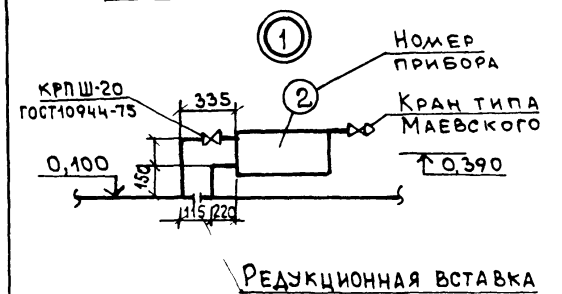 1
Номер
прибора
КРПШ-20
ГОСТ10944-75
335
2
Кран типа
Маевского
0,100
150
0,390
115 220
Редукционная вставка